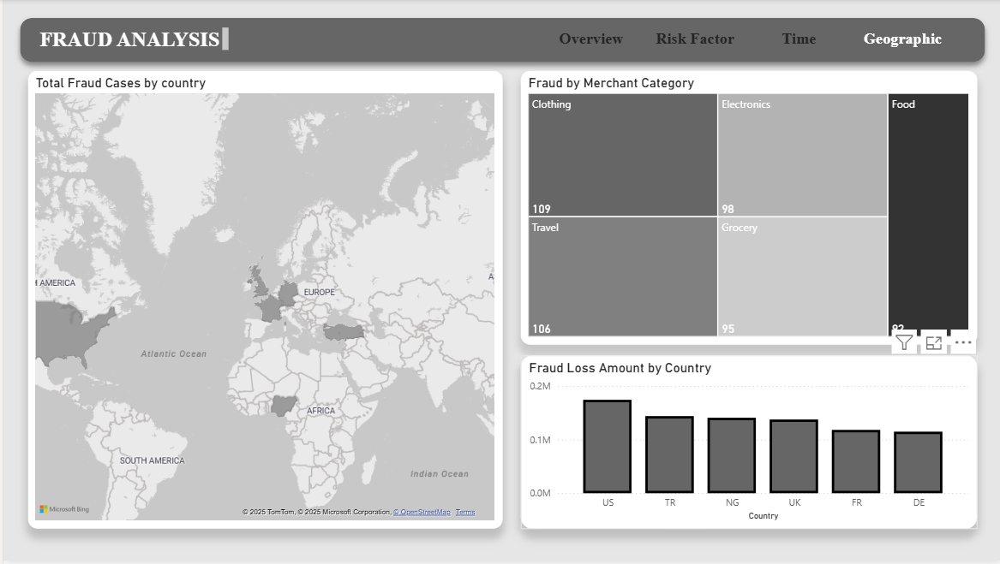 FRAUD ANALYSIS
Overview Risk Factor Time Geographic
Total Fraud Cases by country
AMERICA
EUROPE
Atlantic Ocean
AFRICA
SOUTH AMERICA
Indian Ocean
Microsoft Bing
© 2025 TomTom, © 2025 Microsoft Corporation, © OpenStreetMap Terms
Fraud by Merchant Category
Clothing
109
Electronics
98
Food
Travel
106
Grocery
95
Fraud Loss Amount by Country
0.2M
0.1M
0.0M
US TR NG UK FR DE
Country